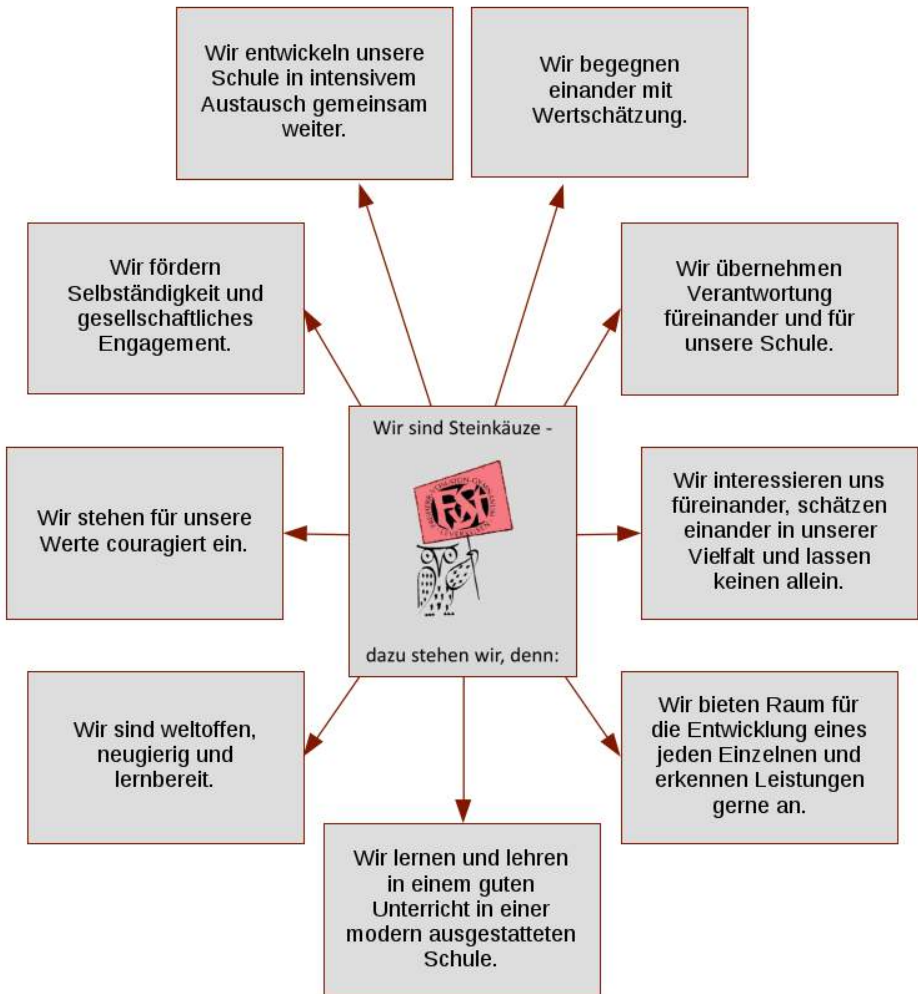 Wir entwickeln unsere
Schule in intensivem
Austausch gemeinsam
weiter.
Wir begegnen
einander mit
Wertschätzung.
Wir fördern
Selbständigkeit und
gesellschaftliches
Engagement.
Wir übernehmen
Verantwortung
füreinander und für
unsere Schule.
Wir sind Steinkäuze -
dazu stehen wir, denn:
Wir stehen für unsere
Werte couragiert ein.
Wir interessieren uns
füreinander, schätzen
einander in unserer
Vielfalt und lassen
keinen allein.
Wir sind weltoffen,
neugierig und
lernbereit.
Wir bieten Raum für
die Entwicklung eines
jeden Einzelnen und
erkennen Leistungen
gerne an.
Wir lernen und lehren
in einem guten
Unterricht in einer
modern ausgestatteten
Schule.